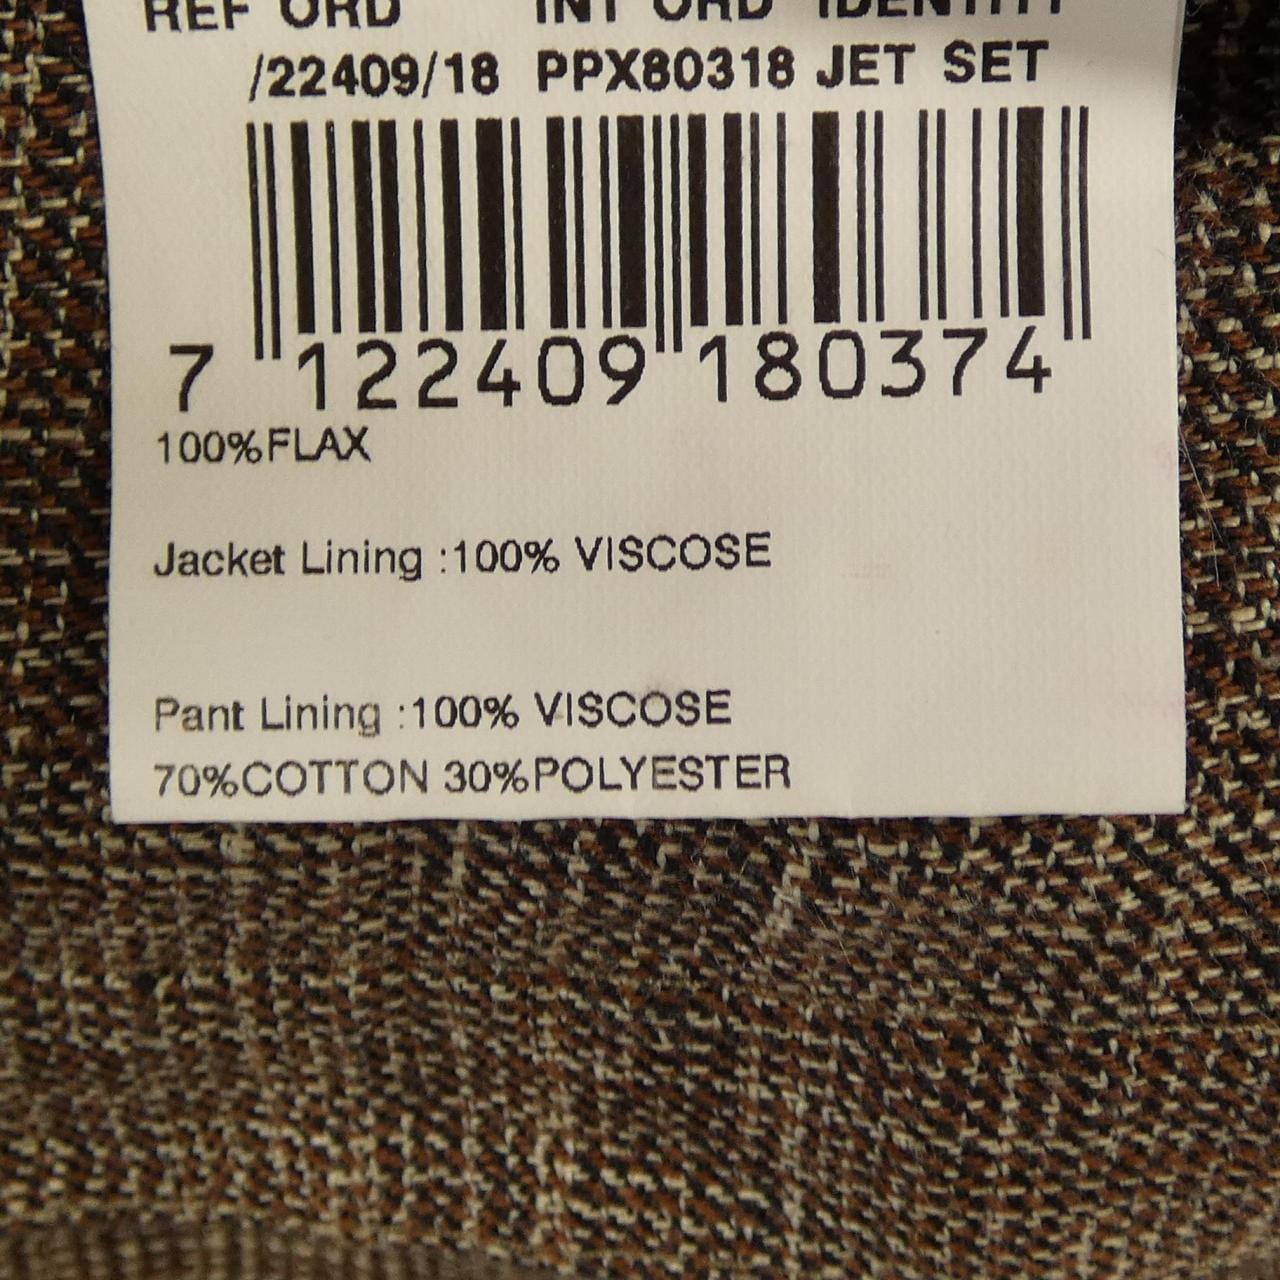 REF ORD INT ORD IDENTITY
/22409/18 PPX80318 JET SET
7 122409 180374
100%FLAX
Jacket Lining :100% VISCOSE
Pant Lining :100% VISCOSE
70%COTTON 30%POLYESTER